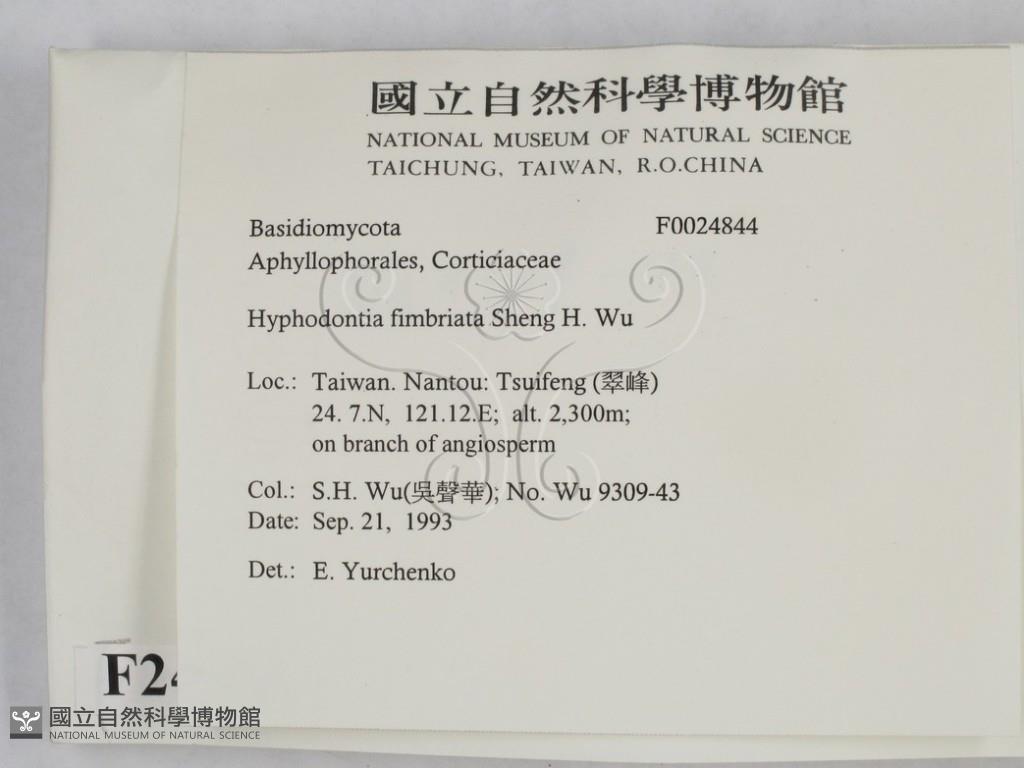 國立自然科學博物館
NATIONAL MUSEUM OF NATURAL SCIENCE
TAICHUNG, TAIWAN, R.O.CHINA
Basidiomycota F0024844
Aphyllophorales, Corticiaceae
Hyphodontia fimbriata Sheng H. Wu
Loc.: Taiwan. Nantou: Tsuifeng (翠峰)
24. 7.N, 121.12.E; alt. 2,300m;
on branch of angiosperm
Col.: S.H. Wu(吳聲華); No. Wu 9309-43
Date: Sep. 21, 1993
Det.: E. Yurchenko
F24
國立自然科學博物館
NATIONAL MUSEUM OF NATURAL SCIENCE